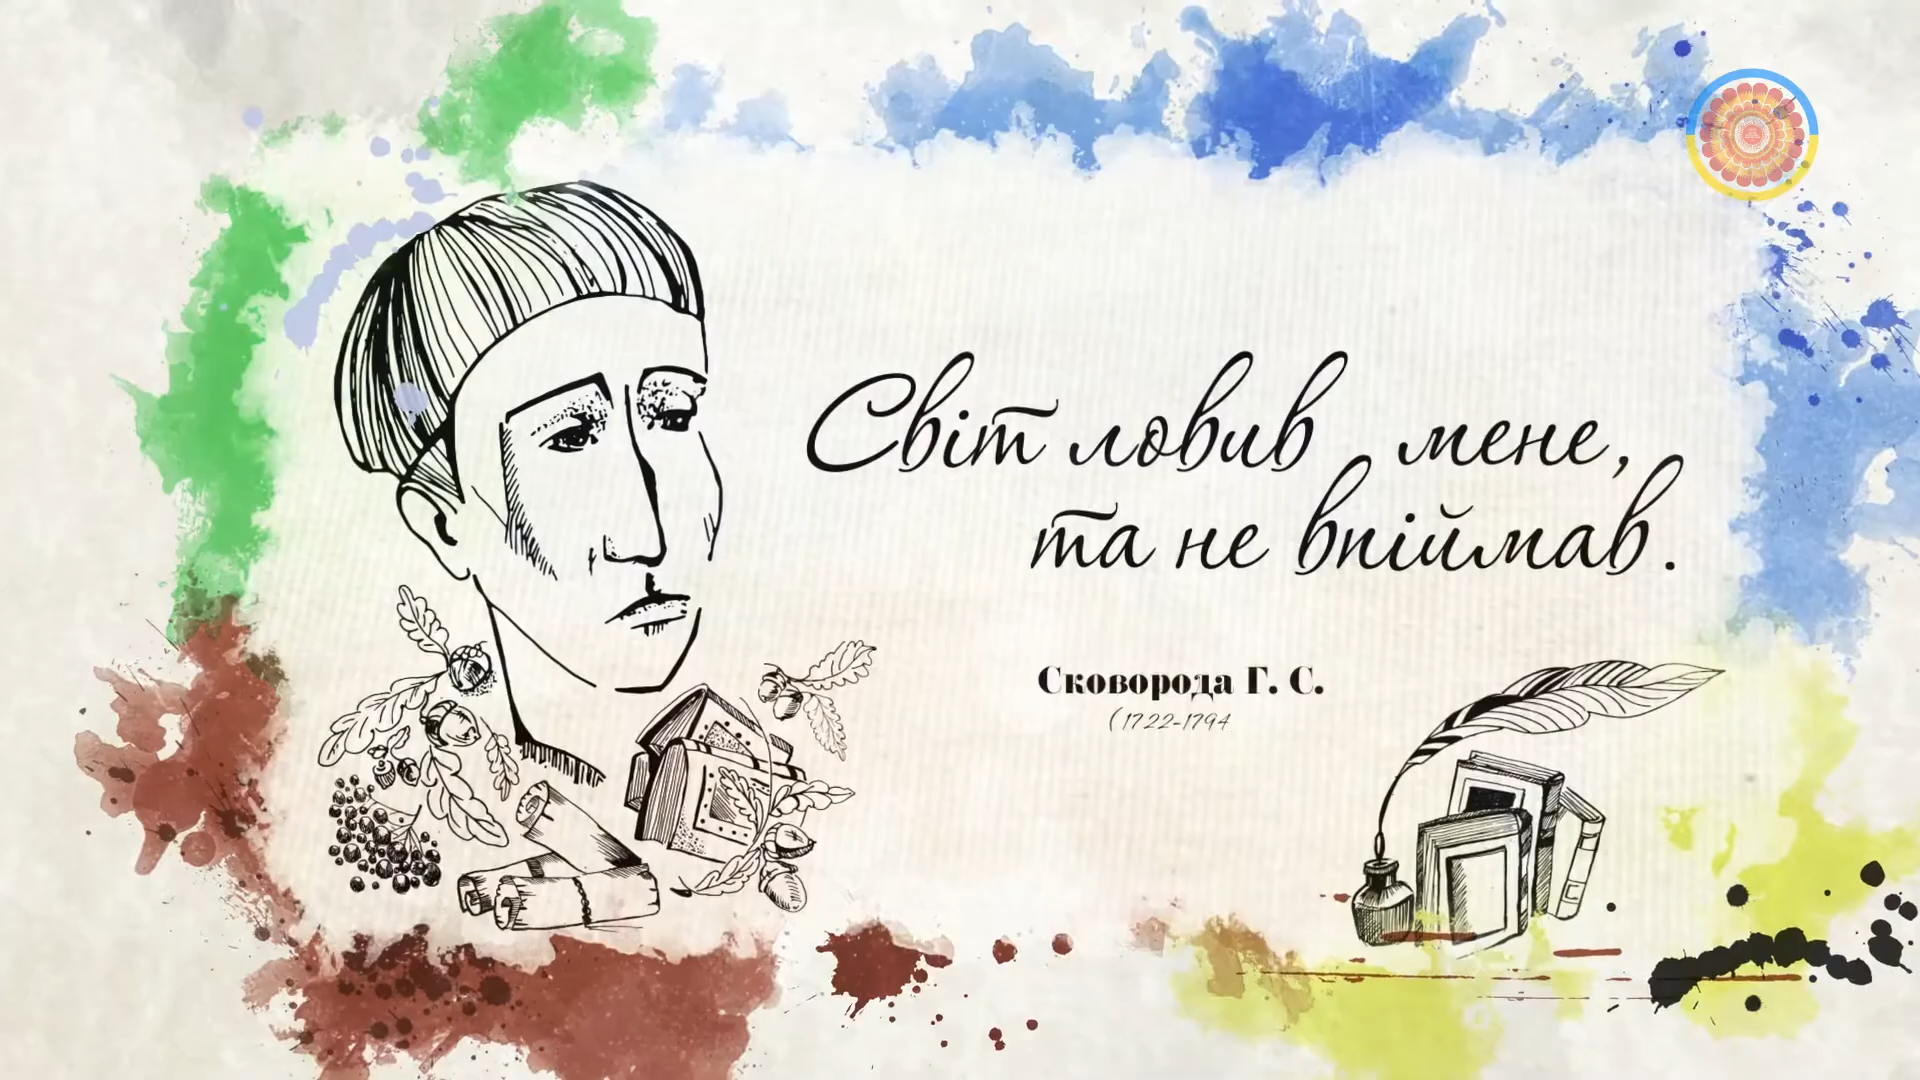 Світ ловив мене,
та не впіймав.
Сковорода Г. С.
(1722-1794